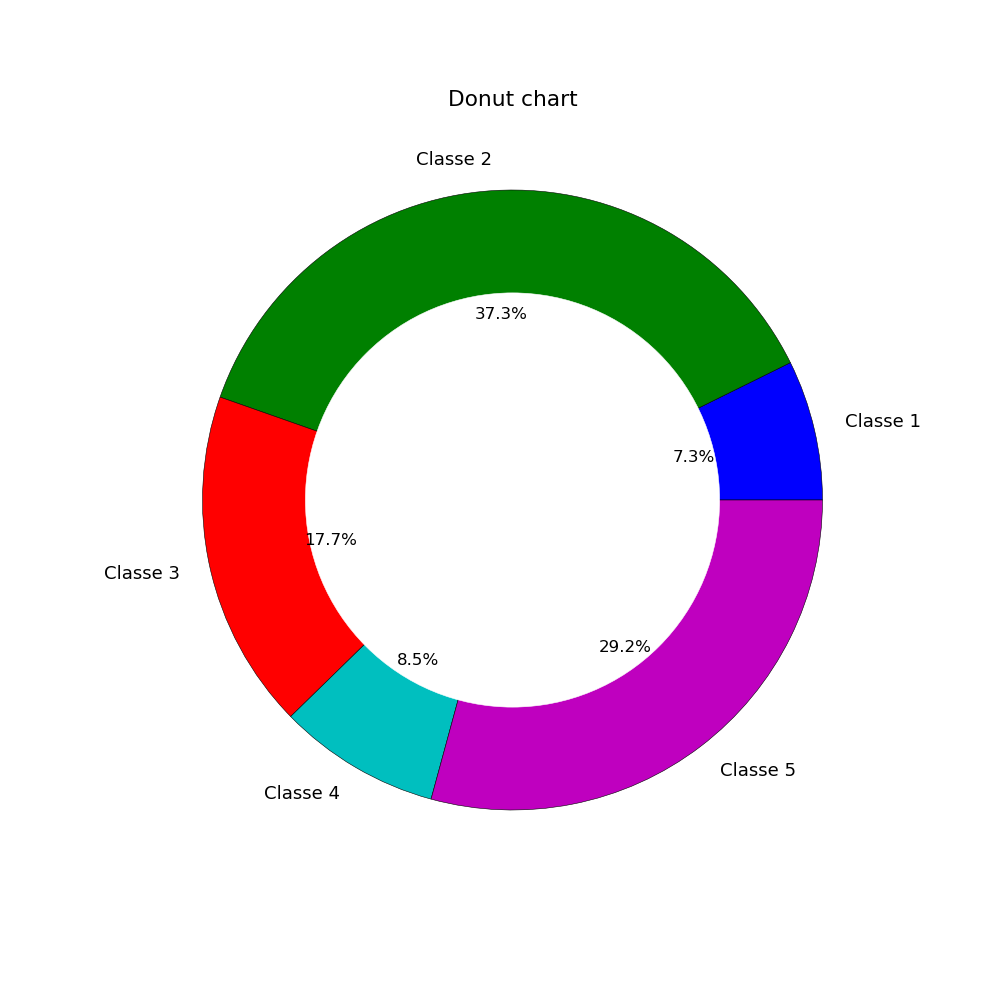 Donut chart
Classe 2
37.3%
Classe 1
7.3%
17.7%
Classe 3
29.2%
8.5%
Classe 5
Classe 4